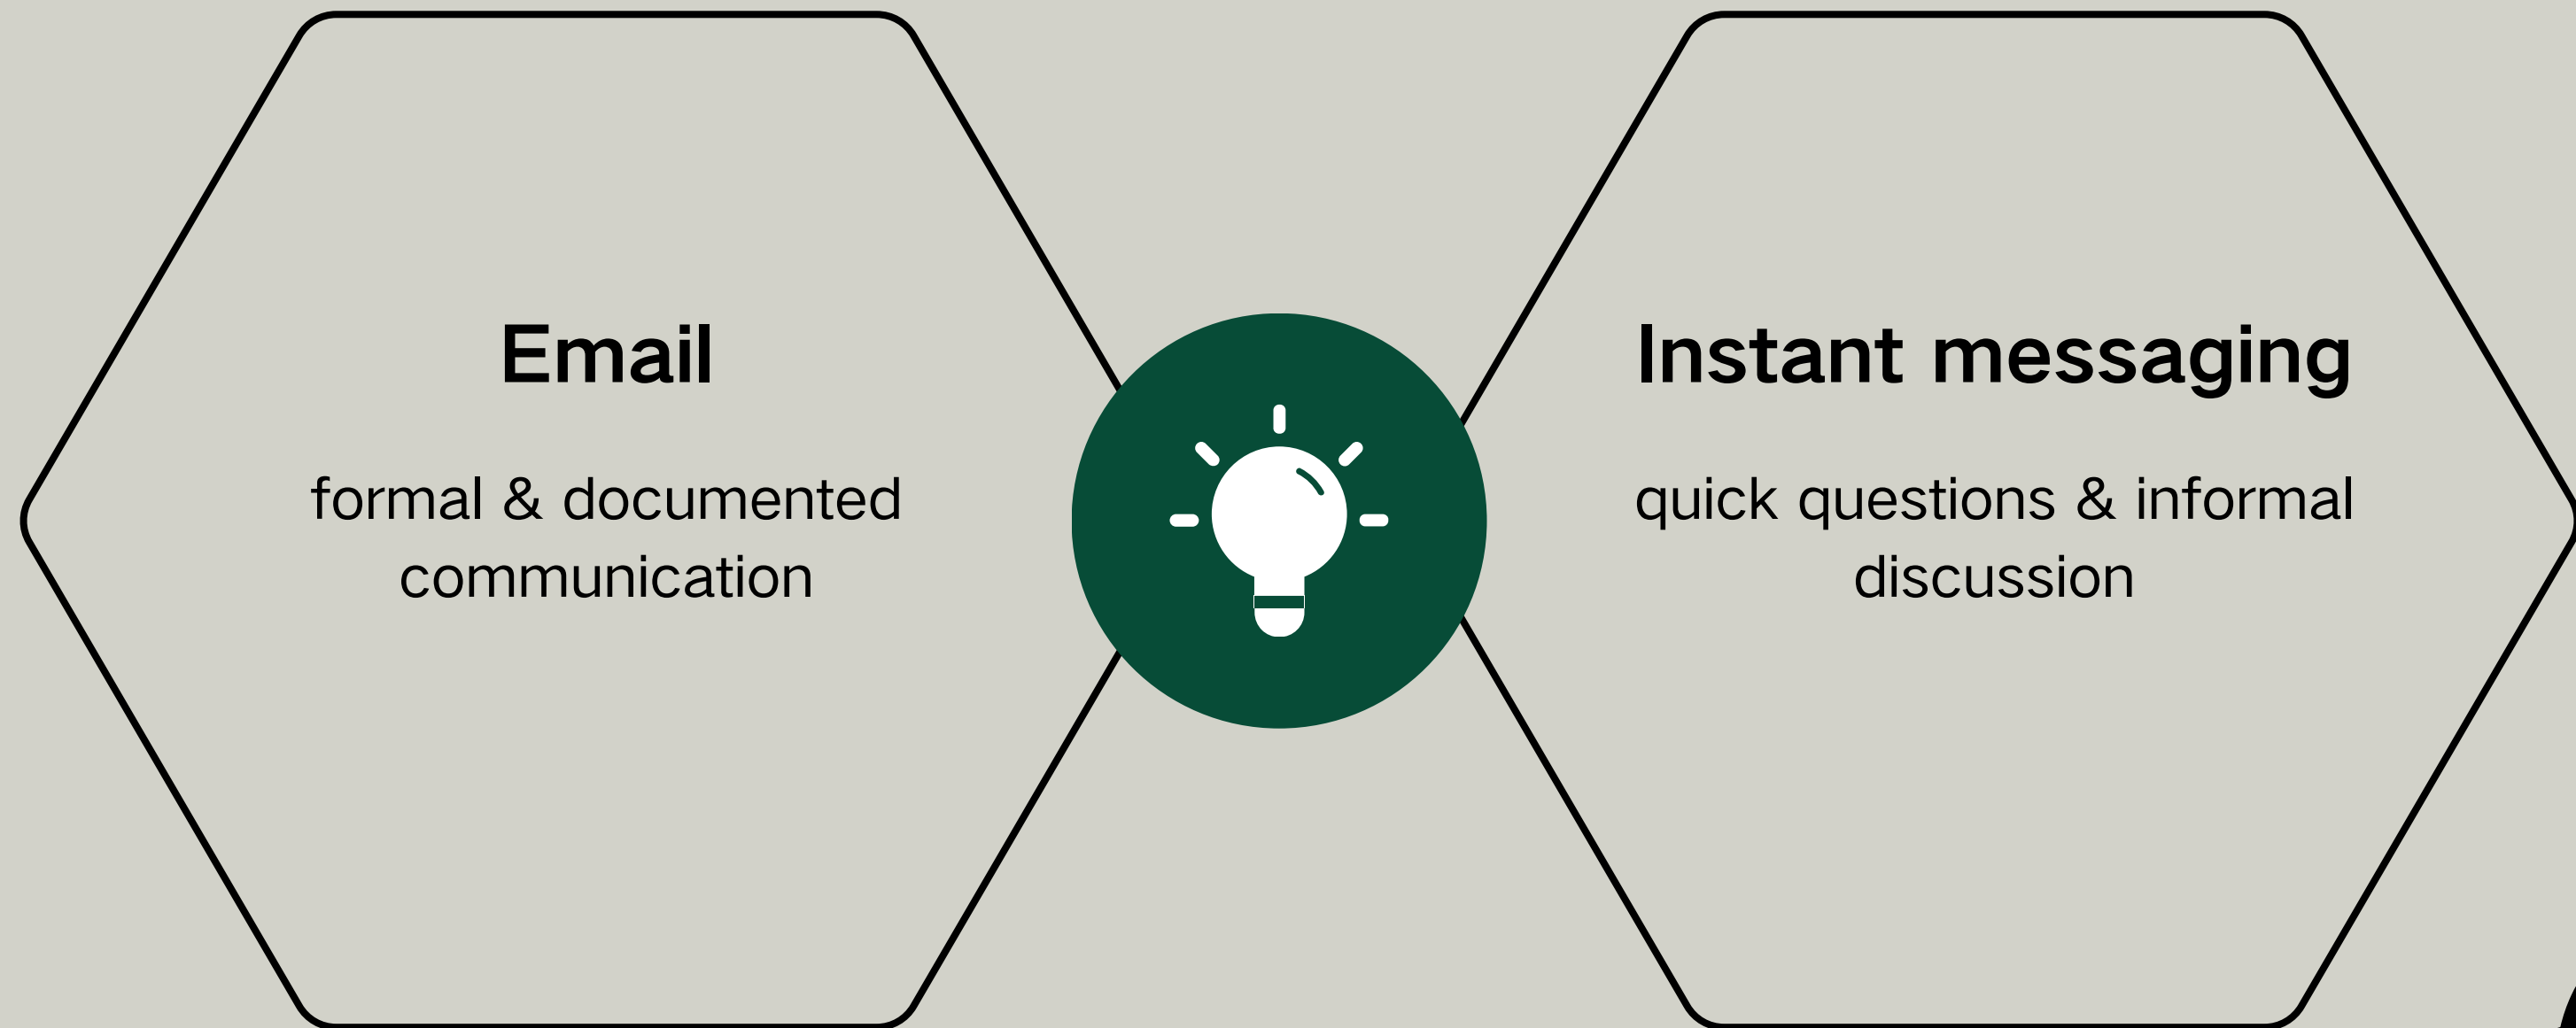 Email
formal & documented
communication
Instant messaging
quick questions & informal
discussion